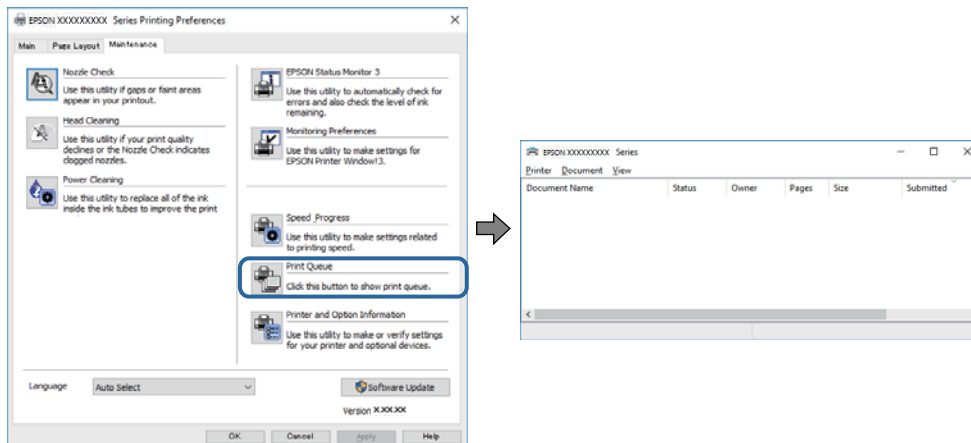 EPSON XXXXXXXXX Series Printing Preferences
Main Page Layout Maintenance
Nozzle Check
Use this utility if gaps or faint areas
appear in your printout.
Head Cleaning
Use this utility if your print quality
declines or the Nozzle Check indicates
clogged nozzles.
Power Cleaning
Use this utility to replace all of the ink
inside the ink tubes to improve the print
EPSON Status Monitor 3
Use this utility to automatically check for
errors and also check the level of ink
remaining.
Monitoring Preferences
Use this utility to make settings for
EPSON Printer Window!3.
Speed Progress
Use this utility to make settings related
to printing speed.
Print Queue
Click this button to show print queue.
Printer and Option Information
Use this utility to make or verify settings
for your printer and optional devices.
Language Auto Select
Software Update
Version X.XX.XX
OK Cancel Apply Help
EPSON XXXXXXXXX Series
Printer Document View
Document Name Status Owner Pages Size Submitted